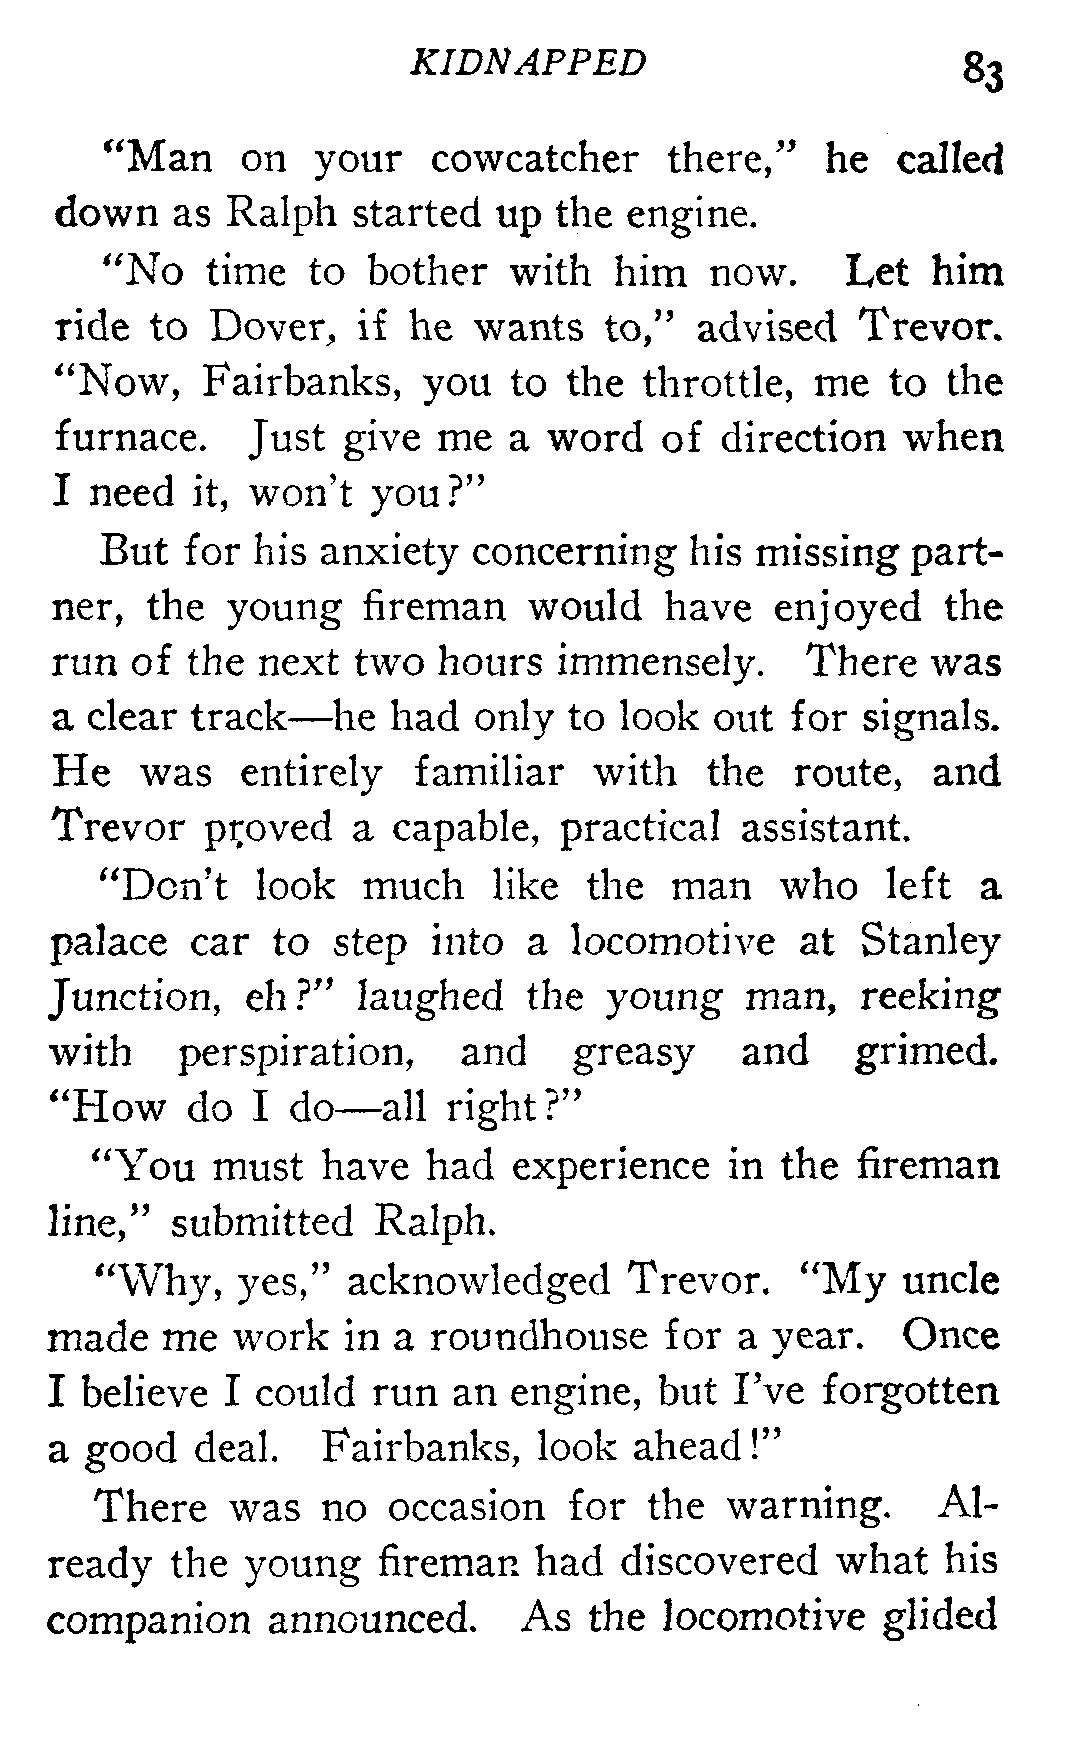 KIDNAPPED 83
“Man on your cowcatcher there,” he called
down as Ralph started up the engine.
“No time to bother with him now. Let him
ride to Dover, if he wants to,” advised Trevor.
“Now, Fairbanks, you to the throttle, me to the
furnace. Just give me a word of direction when
I need it, won’t you?”
But for his anxiety concerning his missing part-
ner, the young fireman would have enjoyed the
run of the next two hours immensely. There was
a clear track—he had only to look out for signals.
He was entirely familiar with the route, and
Trevor proved a capable, practical assistant.
“Don’t look much like the man who left a
palace car to step into a locomotive at Stanley
Junction, eh?” laughed the young man, reeking
with perspiration, and greasy and grimed.
“How do I do—all right?”
“You must have had experience in the fireman
line,” submitted Ralph.
“Why, yes,” acknowledged Trevor. “My uncle
made me work in a roundhouse for a year. Once
I believe I could run an engine, but I’ve forgotten
a good deal. Fairbanks, look ahead!”
There was no occasion for the warning. Al-
ready the young fireman had discovered what his
companion announced. As the locomotive glided